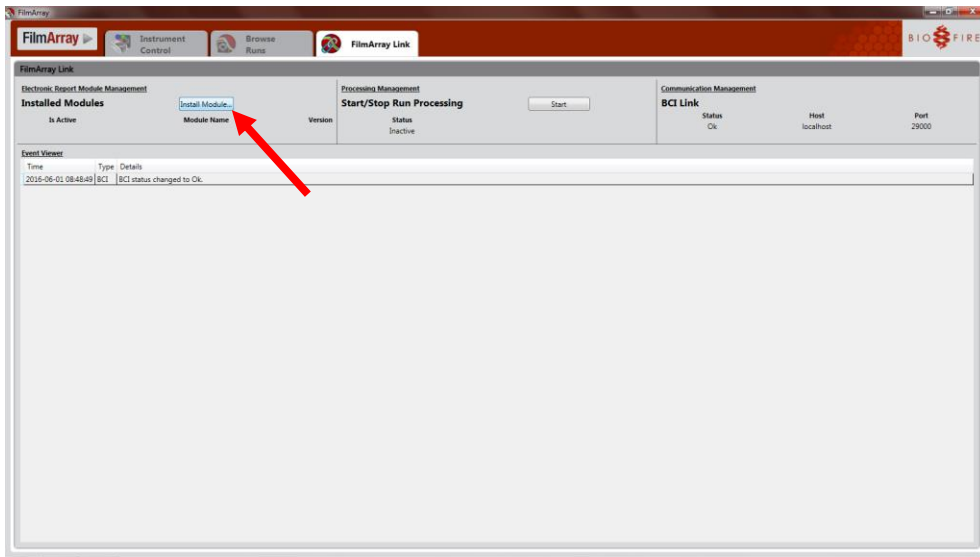 FilmArray
FilmArray
Instrument
Control
Browse
Runs
FilmArray Link
BIO FIRE
FilmArray Link
Electronic Report Module Management
Installed Modules
Install Module...
Is Active Module Name Version
Processing Management
Start/Stop Run Processing
Start
Status
Inactive
Communication Management
BCI Link
Status Host Port
Ok localhost 29000
Event Viewer
Time Type Details
2016-06-01 08:48:49 BCI BCI status changed to Ok.